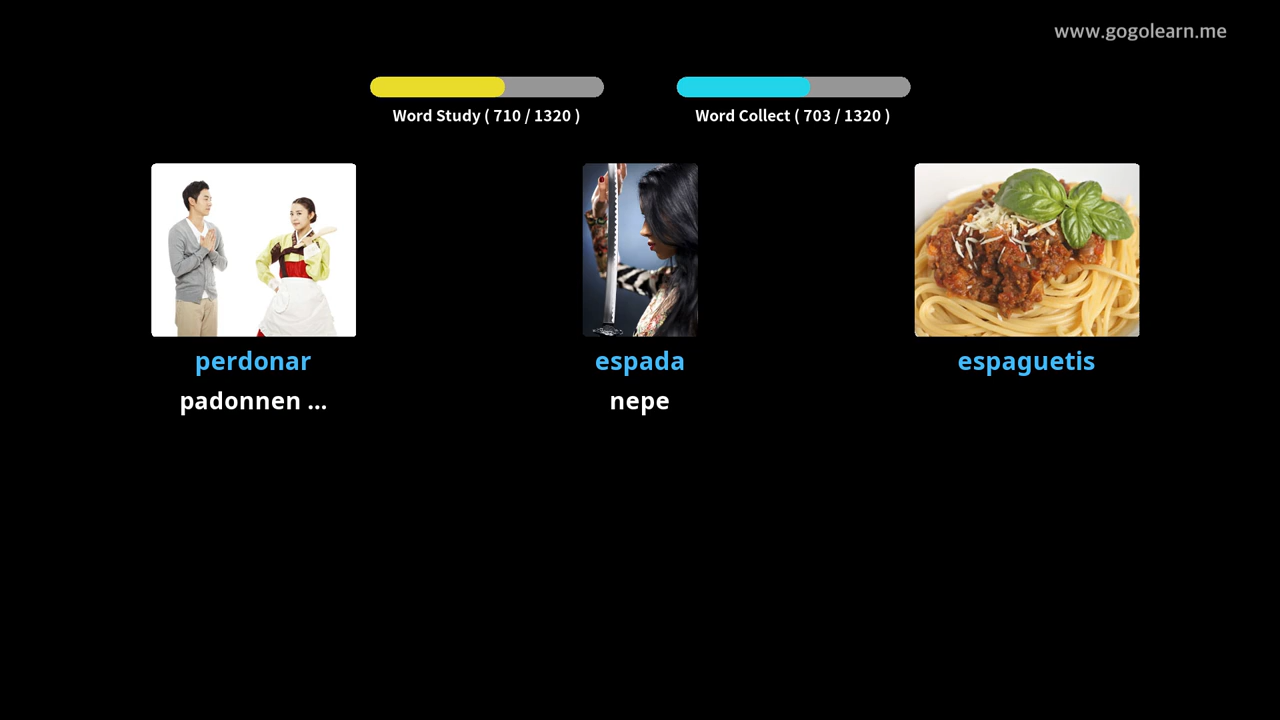 www.gogolearn.me
Word Study ( 710 / 1320 )
Word Collect ( 703 / 1320 )
perdonar
espada
espaguetis
padonnen ...
nepe